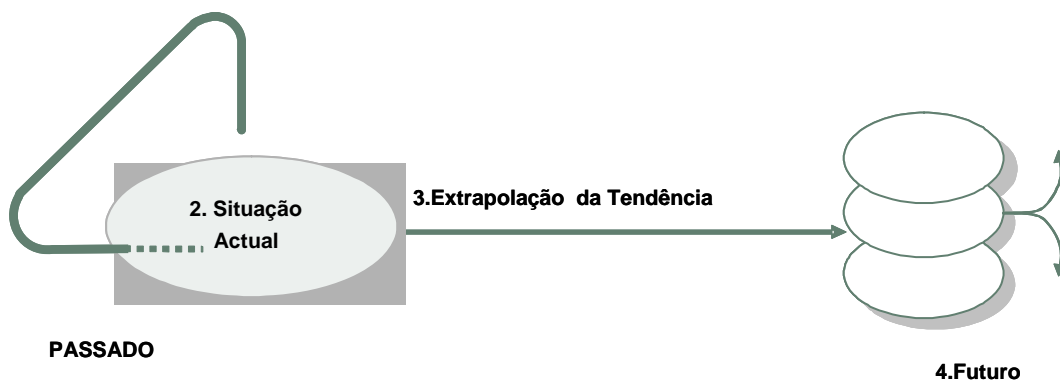 2. Situação
Actual
3.Extrapolação da Tendência
PASSADO
4.Futuro